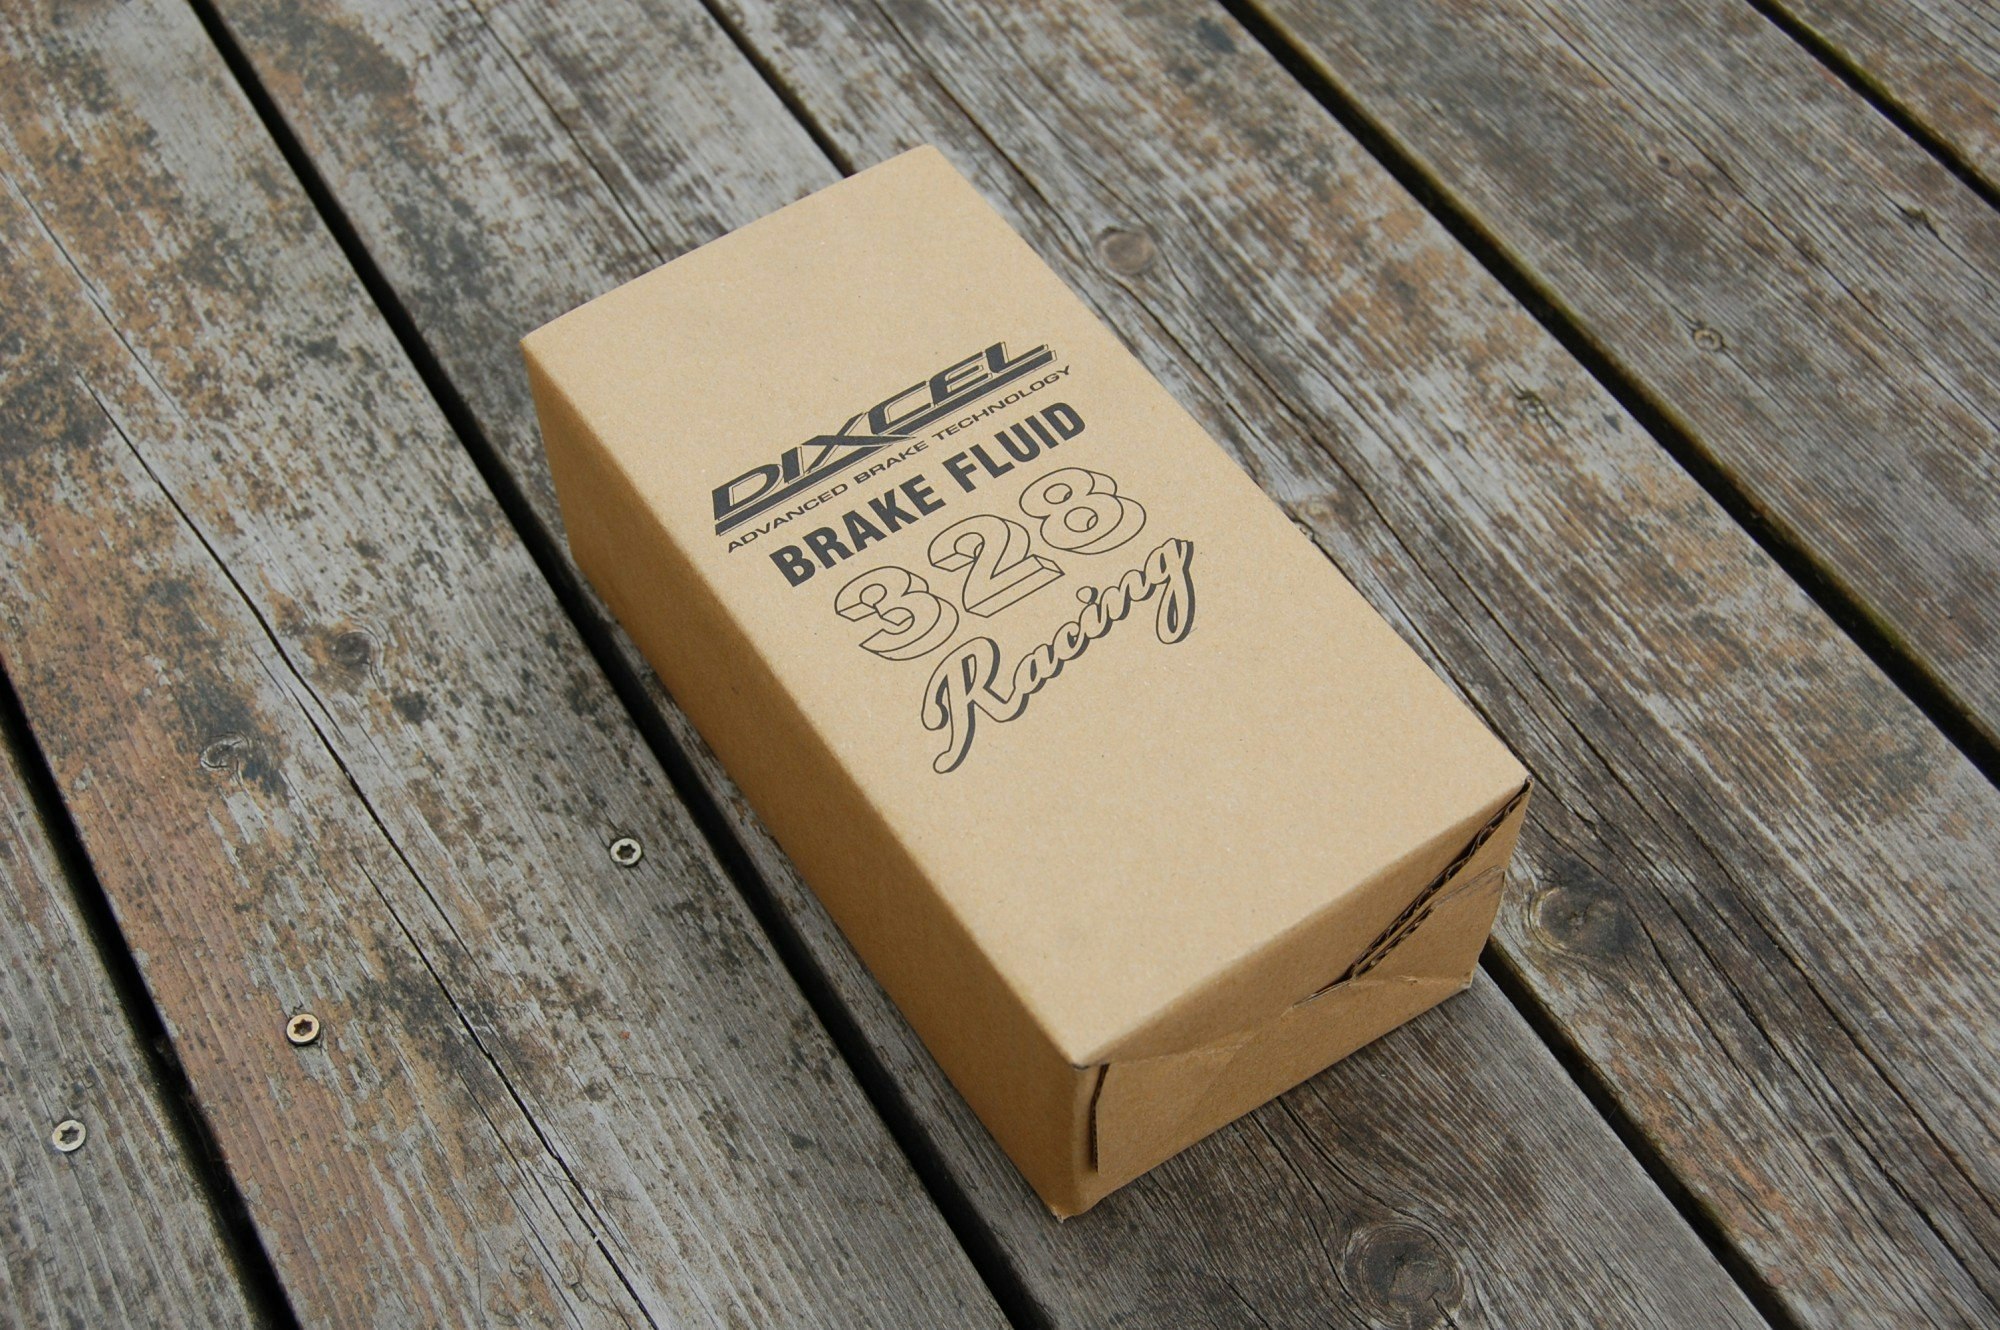 DIXCEL
ADVANCED BRAKE TECHNOLOGY
BRAKE FLUID
328
Racing